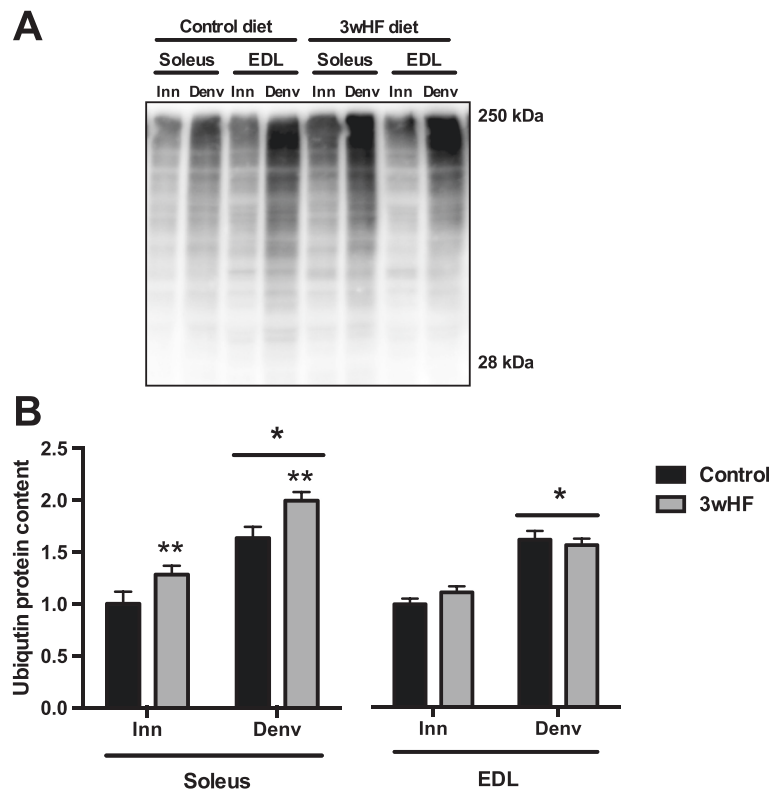 A
Control diet 3wHF diet
Soleus EDL Soleus EDL
Inn Denv Inn Denv Inn Denv Inn Denv
250 kDa
28 kDa
B
Ubiqutin protein content
2.5
2.0
1.5
1.0
0.5
0.0
*
**
**
*
Control
3wHF
Inn Denv Inn Denv
Soleus EDL